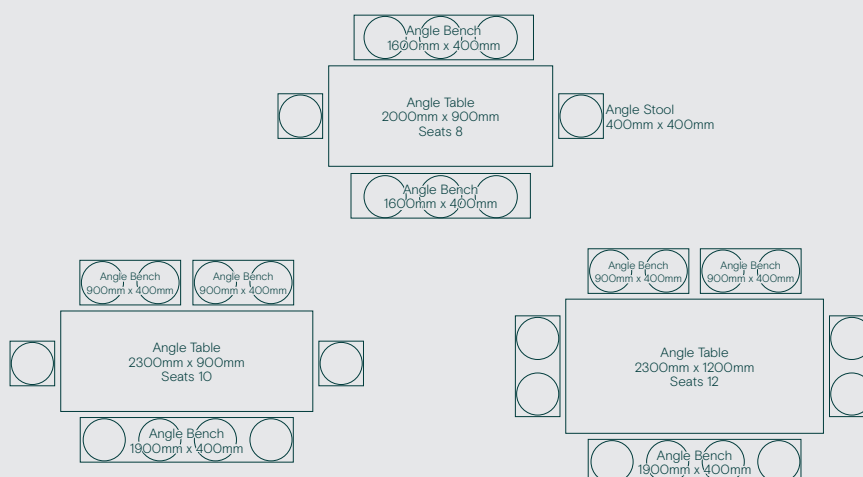 Angle Bench
1600mm x 400mm
Angle Table
2000mm x 900mm
Seats 8
Angle Stool
400mm x 400mm
Angle Bench
1600mm x 400mm
Angle Bench
900mm x 400mm
Angle Bench
900mm x 400mm
Angle Table
2300mm x 900mm
Seats 10
Angle Bench
1900mm x 400mm
Angle Bench
900mm x 400mm
Angle Bench
900mm x 400mm
Angle Table
2300mm x 1200mm
Seats 12
Angle Bench
1900mm x 400mm